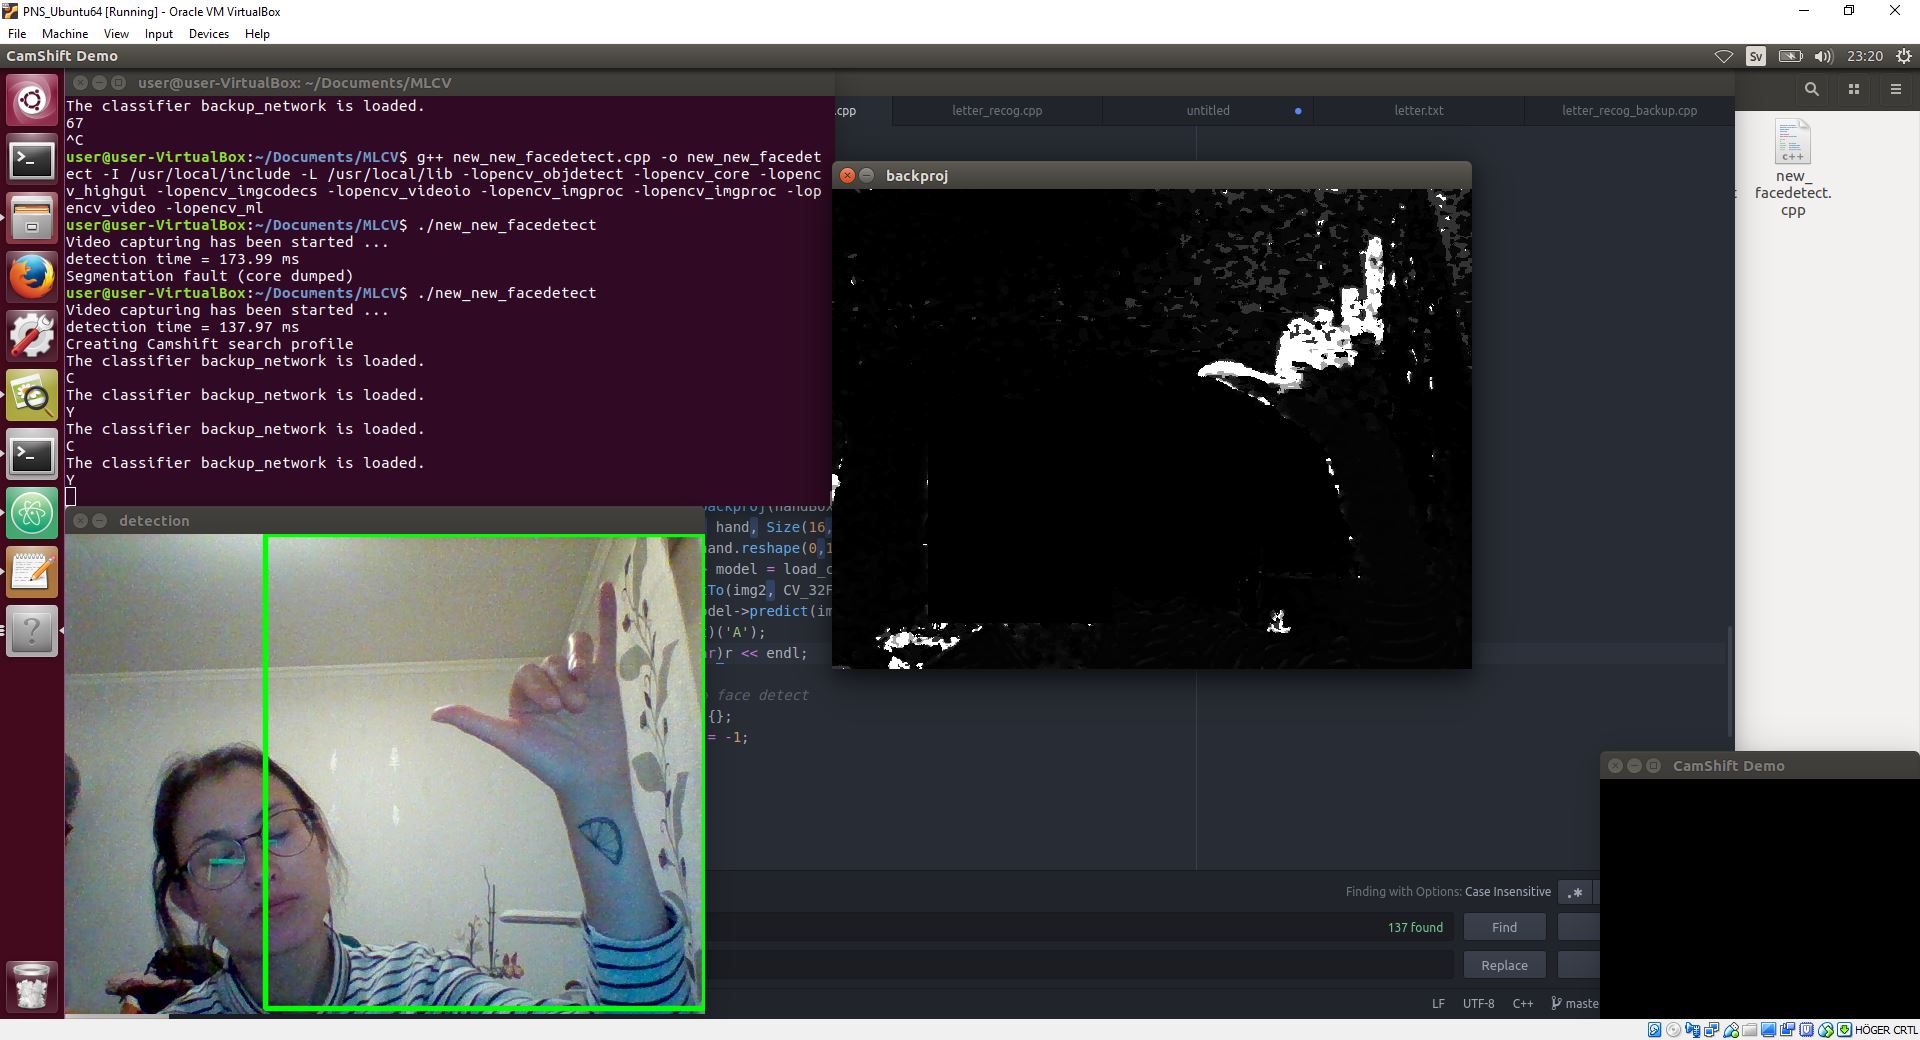 PNS_Ubuntu64 [Running] - Oracle VM VirtualBox
File Machine View Input Devices Help
CamShift Demo
Sv
23:20
user@user-VirtualBox: ~/Documents/MLCV
The classifier backup_network is loaded.
67
^C
user@user-VirtualBox:~/Documents/MLCV$ g++ new_new_facedetect.cpp -o new_new_facedet
ect -I /usr/local/include -L /usr/local/lib -lopencv_objdetect -lopencv_core -lopenc
v_highgui -lopencv_imgcodecs -lopencv_videoio -lopencv_imgproc -lopencv_imgproc -lop
encv_video -lopencv_ml
user@user-VirtualBox:~/Documents/MLCV$ ./new_new_facedetect
Video capturing has been started ...
detection time = 173.99 ms
Segmentation fault (core dumped)
user@user-VirtualBox:~/Documents/MLCV$ ./new_new_facedetect
Video capturing has been started ...
detection time = 137.97 ms
Creating Camshift search profile
The classifier backup_network is loaded.
C
The classifier backup_network is loaded.
Y
The classifier backup_network is loaded.
C
The classifier backup_network is loaded.
Y
.cpp
letter_recog.cpp
untitled
letter.txt
letter_recog_backup.cpp
new_
facedetect.
cpp
c++
backproj
detection
hand, Size(16,
and.reshape(0,1
model = load_c
To(img2, CV_32F
del->predict(im
)('A');
r)r << endl;
face detect
{};
= -1;
CamShift Demo
Finding with Options: Case Insensitive
.*
137 found
Find
Replace
LF UTF-8 C++ maste
HÖGER CRTL